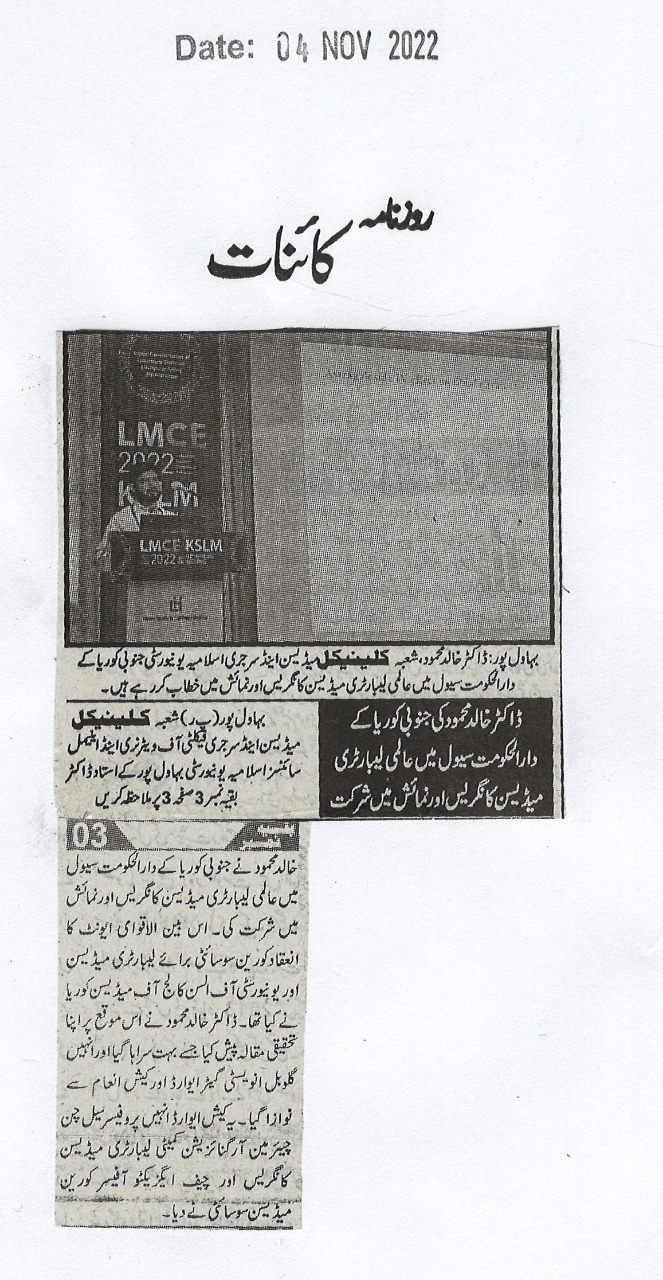 Date: 04 NOV 2022
روزنامہ
کائنات
LMCE
2022
KSLM
LMCE KSLM
2022
بہاول پور: ڈاکٹر خالد محمود، شعبہ کلینیکل میڈیسن اینڈ سرجری اسلامیہ یونیورسٹی جنوبی کوریا کے
دارالحکومت سیول میں عالمی لیبارٹری میڈیسن کانگریس اور نمائش میں خطاب کر رہے ہیں۔
ڈاکٹر خالد محمود کی جنوبی کوریا کے
دارالحکومت سیول میں عالمی لیبارٹری
میڈیسن کانگریس اور نمائش میں شرکت
بہاول پور (پ ر) شعبہ کلینیکل
میڈیسن اینڈ سرجری فیکلٹی آف ویٹرنری اینڈ اینیمل
سائنسز اسلامیہ یونیورسٹی بہاول پور کے استاد ڈاکٹر
بقیہ نمبر 3 صفحہ 3 پر ملاحظہ کریں
بقیہ نمبر 03
خالد محمود نے جنوبی کوریا کے دارالحکومت سیول
میں عالمی لیبارٹری میڈیسن کانگریس اور نمائش
میں شرکت کی۔ اس بین الاقوامی ایونٹ کا
انعقاد کورین سوسائٹی برائے لیبارٹری میڈیسن
اور یونیورسٹی آف السن کالج آف میڈیسن کوریا
نے کیا تھا۔ ڈاکٹر خالد محمود نے اس موقع پر اپنا
تحقیقی مقالہ پیش کیا جسے بہت سراہا گیا اور انہیں
گلوبل انویسٹی گیٹر ایوارڈ اور کیش انعام سے
نوازا گیا۔ یہ کیش ایوارڈ انہیں پروفیسر سیل چن
چیئرمین آرگنائزیشن کمیٹی لیبارٹری میڈیسن
کانگریس اور چیف ایگزیکٹو آفیسر کورین
میڈیسن سوسائٹی نے دیا۔